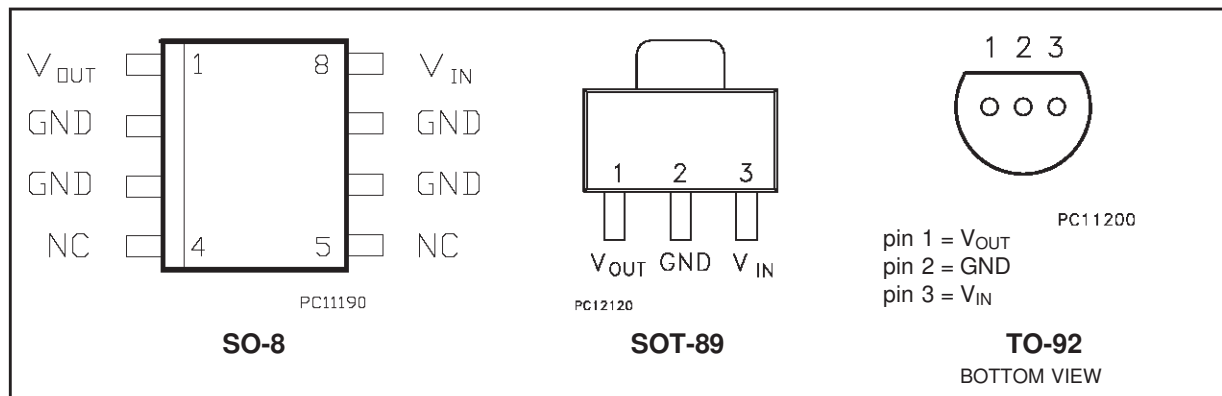 V OUT 1 8 V IN
GND GND
GND GND
NC 4 5 NC
PC11190
SO-8
1 2 3
VOUT GND V IN
PC12120
SOT-89
1 2 3
PC11200
pin 1 = VOUT
pin 2 = GND
pin 3 = VIN
TO-92
BOTTOM VIEW